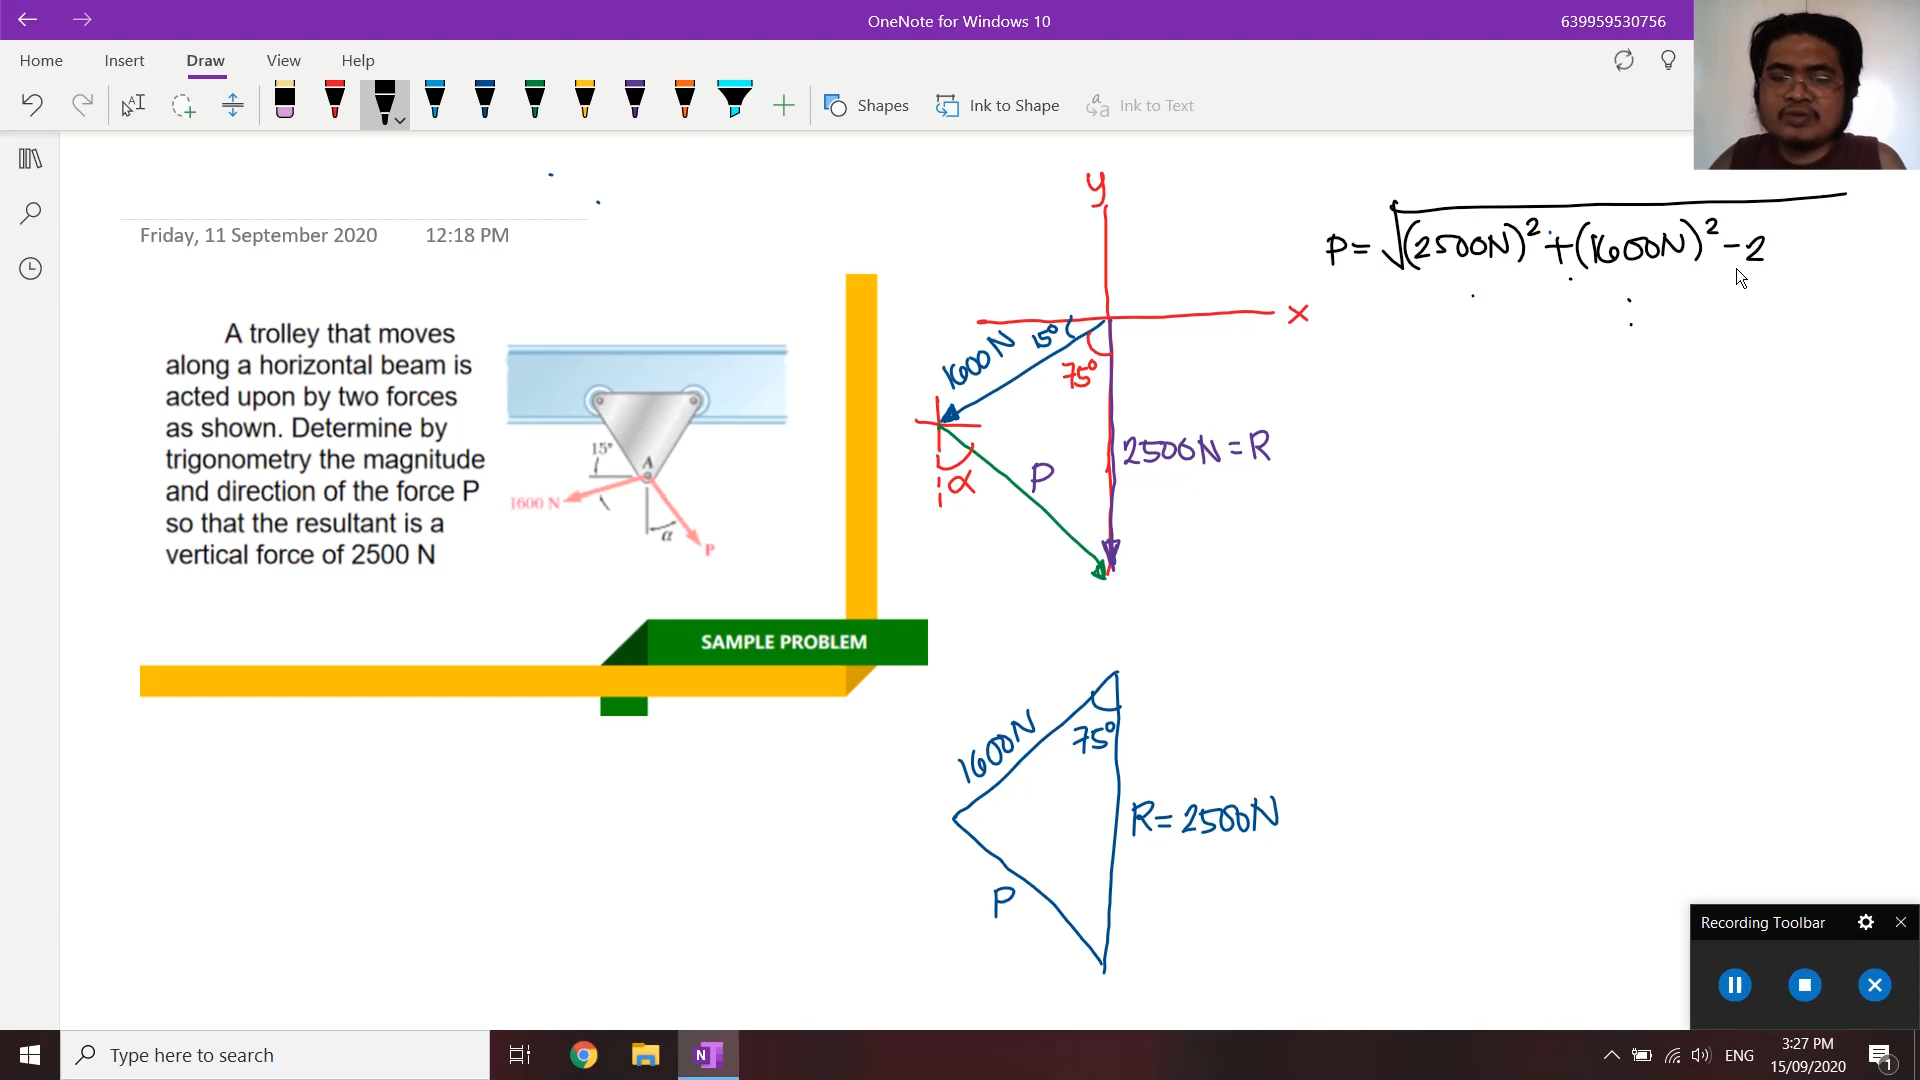 OneNote for Windows 10
639959530756
Home Insert Draw View Help
Shapes Ink to Shape Ink to Text
Friday, 11 September 2020 12:18 PM
A trolley that moves
along a horizontal beam is
acted upon by two forces
as shown. Determine by
trigonometry the magnitude
and direction of the force P
so that the resultant is a
vertical force of 2500 N
15°
A
1600 N
α
P
SAMPLE PROBLEM
y
x
1600N 15°
75°
2500N = R
P
α
P = √(2500N)² + (1600N)² - 2
1600N
75°
R = 2500N
P
Recording Toolbar
Type here to search
N
ENG
3:27 PM
15/09/2020
1